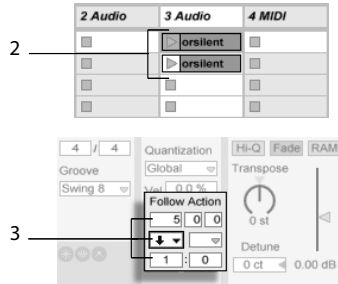 2 Audio 3 Audio 4 MIDI
2
orsilent
orsilent
4 / 4 Quantization Hi-Q Fade RAM
Groove Global Transpose
Swing 8 Vel 0.0 %
Follow Action
5 0 0
0 st
3
Detune
1 : 0 0 ct 0.00 dB